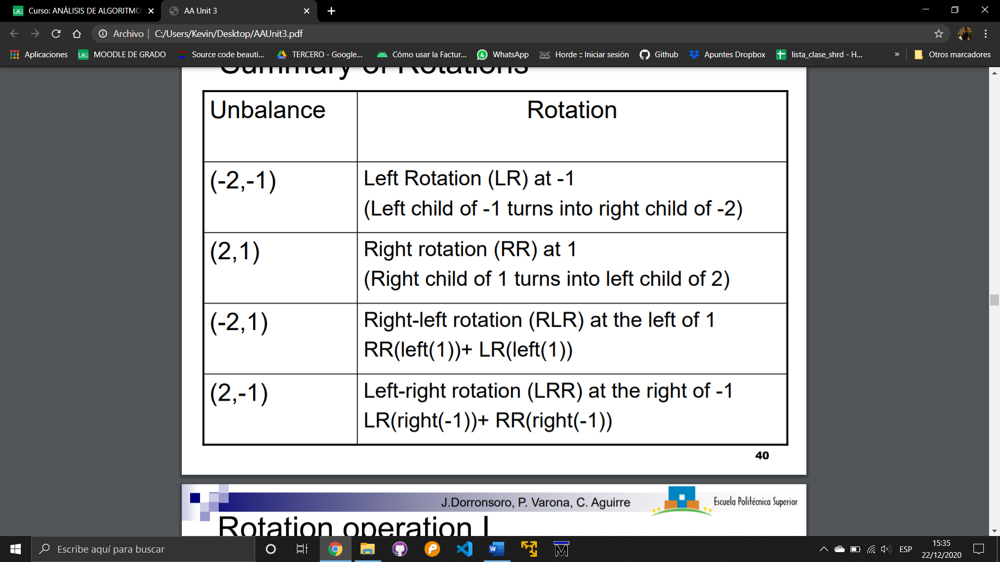 Curso: ANÁLISIS DE ALGORITMO
AA Unit 3
Archivo | C:/Users/Kevin/Desktop/AAUnit3.pdf
Aplicaciones
MOODLE DE GRADO
Source code beauti...
TERCERO - Google...
Cómo usar la Factur...
WhatsApp
Horde :: Iniciar sesión
Github
Apuntes Dropbox
lista_clase_shrd - H...
»
Otros marcadores
Summary of Rotations
Unbalance Rotation
(-2,-1) Left Rotation (LR) at -1
(Left child of -1 turns into right child of -2)
(2,1) Right rotation (RR) at 1
(Right child of 1 turns into left child of 2)
(-2,1) Right-left rotation (RLR) at the left of 1
RR(left(1))+ LR(left(1))
(2,-1) Left-right rotation (LRR) at the right of -1
LR(right(-1))+ RR(right(-1))
40
J.Dorronsoro, P. Varona, C. Aguirre
Escuela Politécnica Superior
Rotation operation I
Escribe aquí para buscar
ESP
15:35
22/12/2020